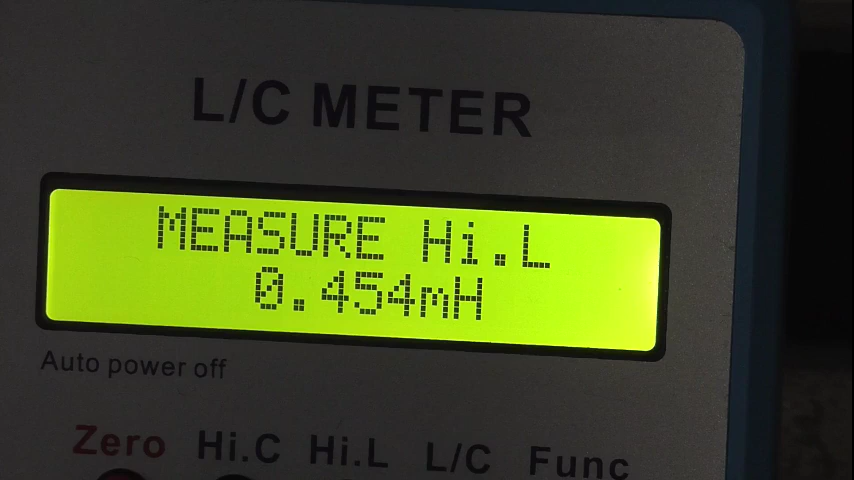 L/C METER
MEASURE Hi.L
0.454mH
Auto power off
Zero Hi.C Hi.L L/C Func